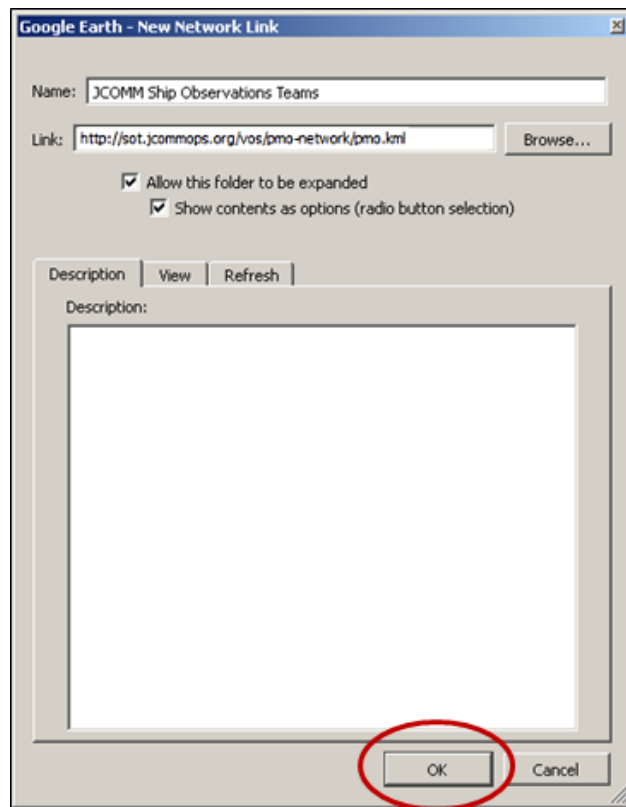 Google Earth - New Network Link
Name: JCOMM Ship Observations Teams
Link: http://sot.jcommops.org/vos/pmo-network/pmo.kml Browse...
Allow this folder to be expanded
Show contents as options (radio button selection)
Description View Refresh
Description:
OK Cancel